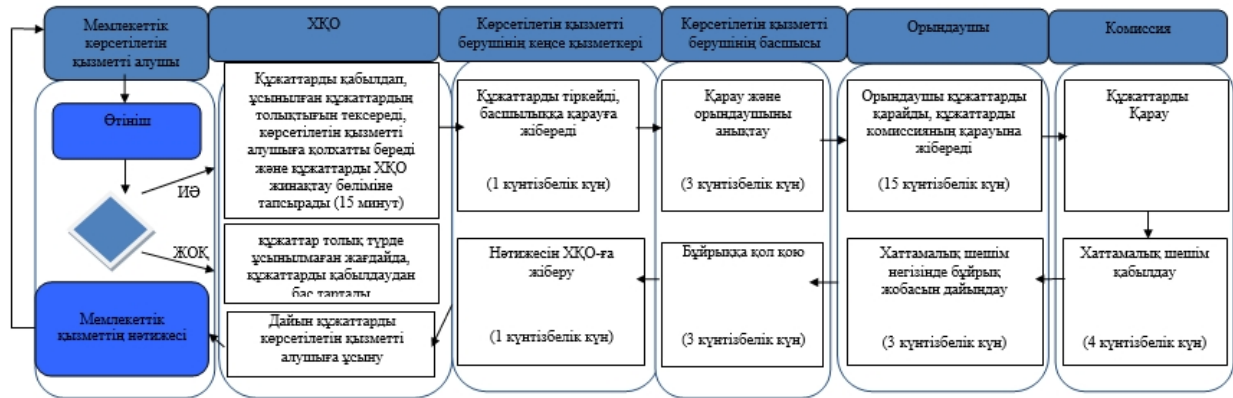 Мемлекеттік
көрсетілетін
қызметті алушы
ХҚО
Көрсетілетін қызметті
берушінің кеңсе қызметкері
Көрсетілетін қызметті
берушінің басшысы
Орындаушы
Комиссия
Өтініш
ИӘ
ЖОҚ
Мемлекеттік
қызметтің нәтижесі
Құжаттарды қабылдап,
ұсынылған құжаттардың
толықтығын тексереді,
көрсетілетін қызметті
алушыға қолхатты береді
және құжаттарды ХҚО
жинақтау бөліміне
тапсырады (15 минут)
құжаттар толық түрде
ұсынылмаған жағдайда,
құжаттарды қабылдаудан
бас тарталы
Дайын құжаттарды
көрсетілетін қызметті
алушыға ұсыну
Құжаттарды тіркейді,
басшылыққа қарауға
жібереді
(1 күнтізбелік күн)
Нәтижесін ХҚО-ға
жіберу
(1 күнтізбелік күн)
Қарау және
орындаушыны
анықтау
(3 күнтізбелік күн)
Бұйрыққа қол қою
(3 күнтізбелік күн)
Орындаушы құжаттарды
қарайды, құжаттарды
комиссияның қарауына
жібереді
(15 күнтізбелік күн)
Хаттамалық шешім
негізінде бұйрық
жобасын дайындау
(3 күнтізбелік күн)
Құжаттарды
Қарау
Хаттамалық шешім
қабылдау
(4 күнтізбелік күн)